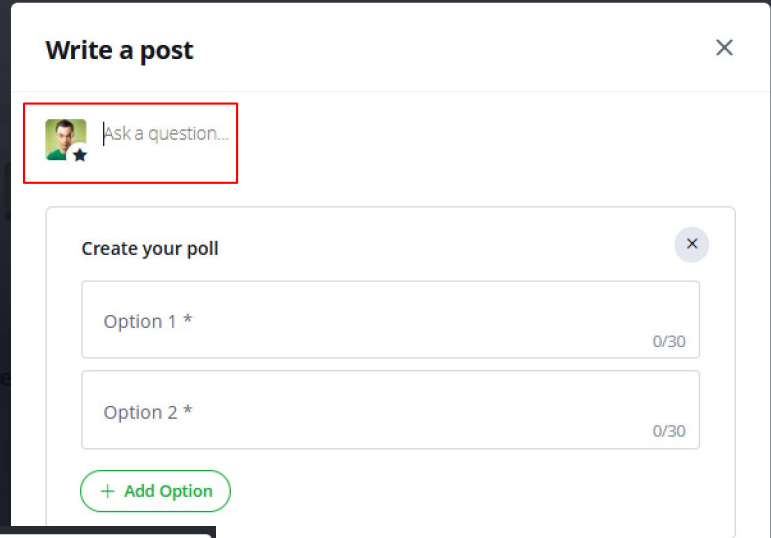 Write a post
Ask a question...
Create your poll
Option 1 *
0/30
Option 2 *
0/30
+ Add Option